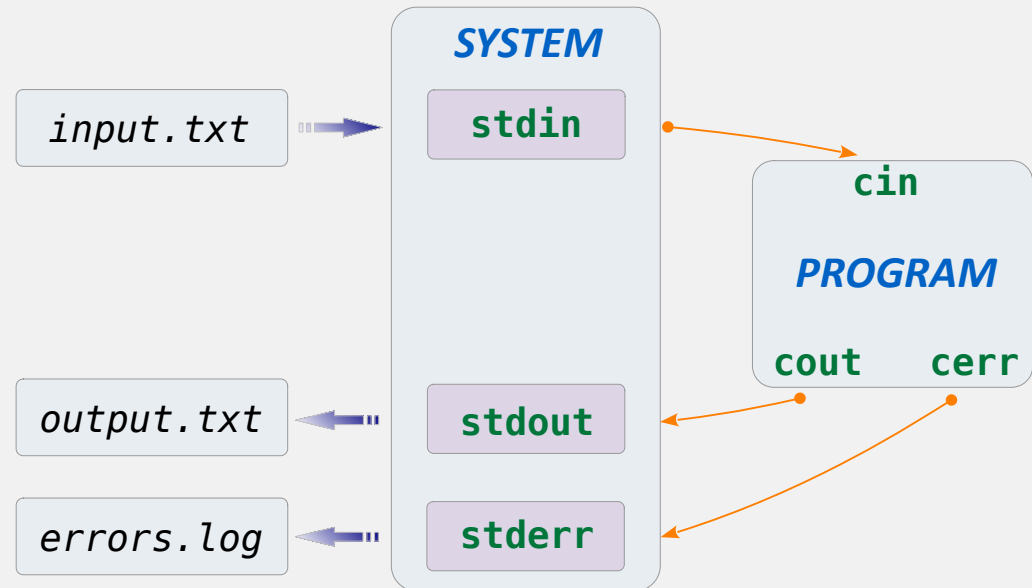 SYSTEM
input.txt
stdin
cin
PROGRAM
cout cerr
output.txt
stdout
errors.log
stderr